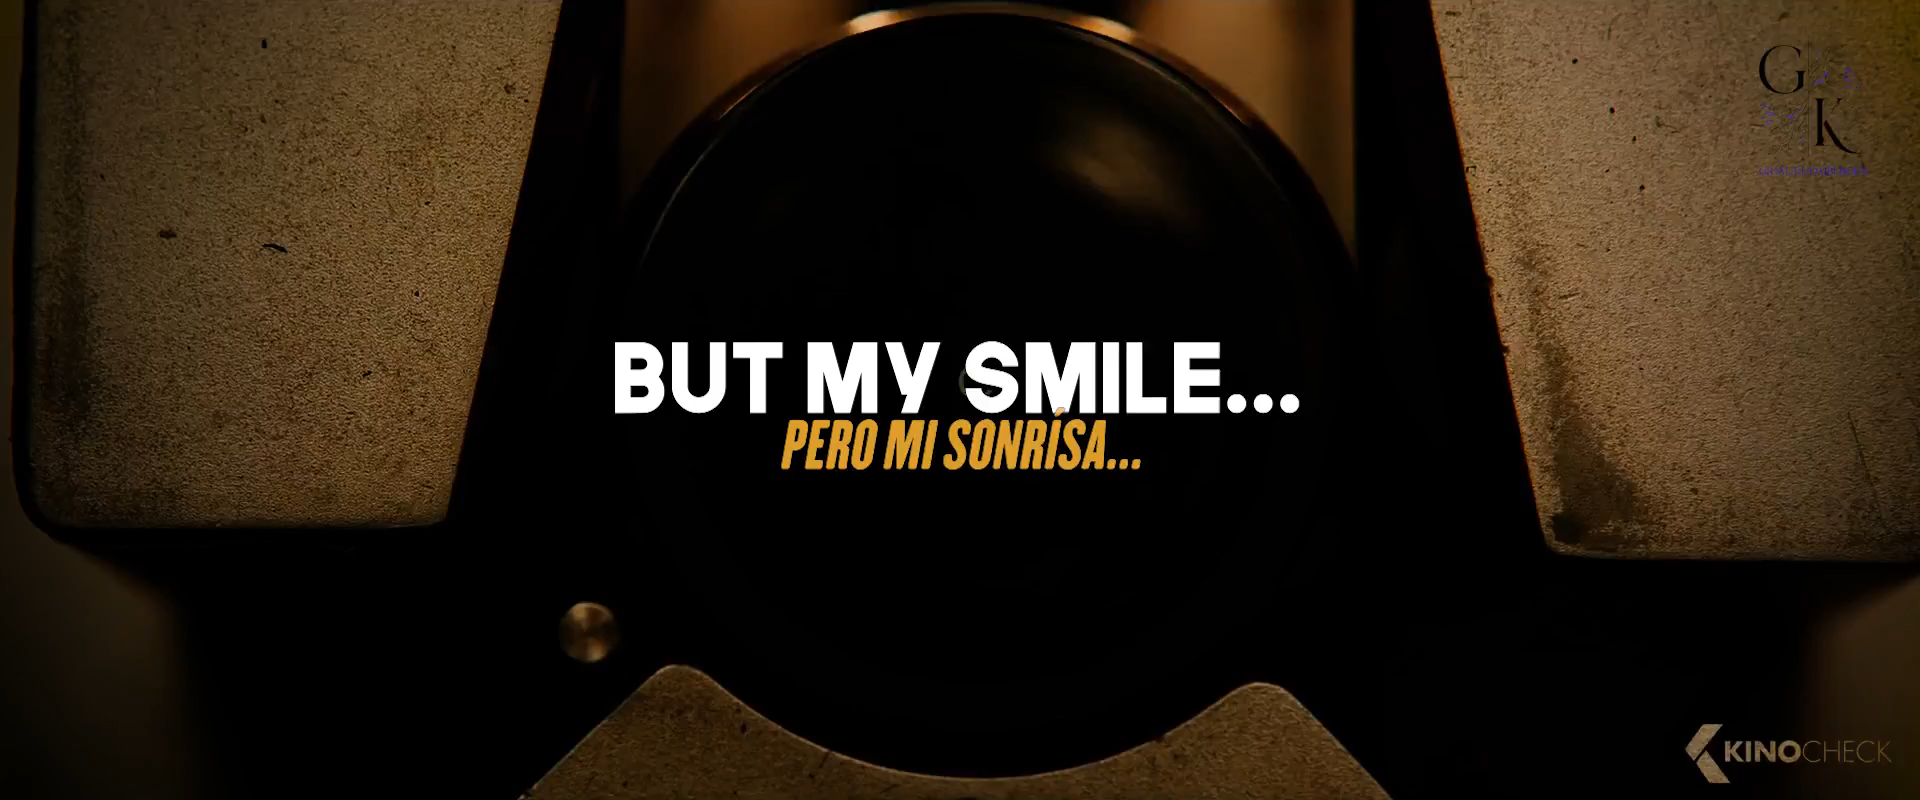 G
K
BUT MY SMILE...
PERO MI SONRÍSA...
KINOCHECK